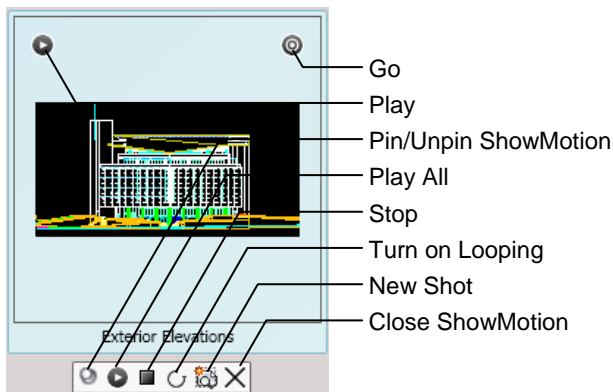 Go
Play
Pin/Unpin ShowMotion
Play All
Stop
Turn on Looping
New Shot
Close ShowMotion
Exterior Elevations